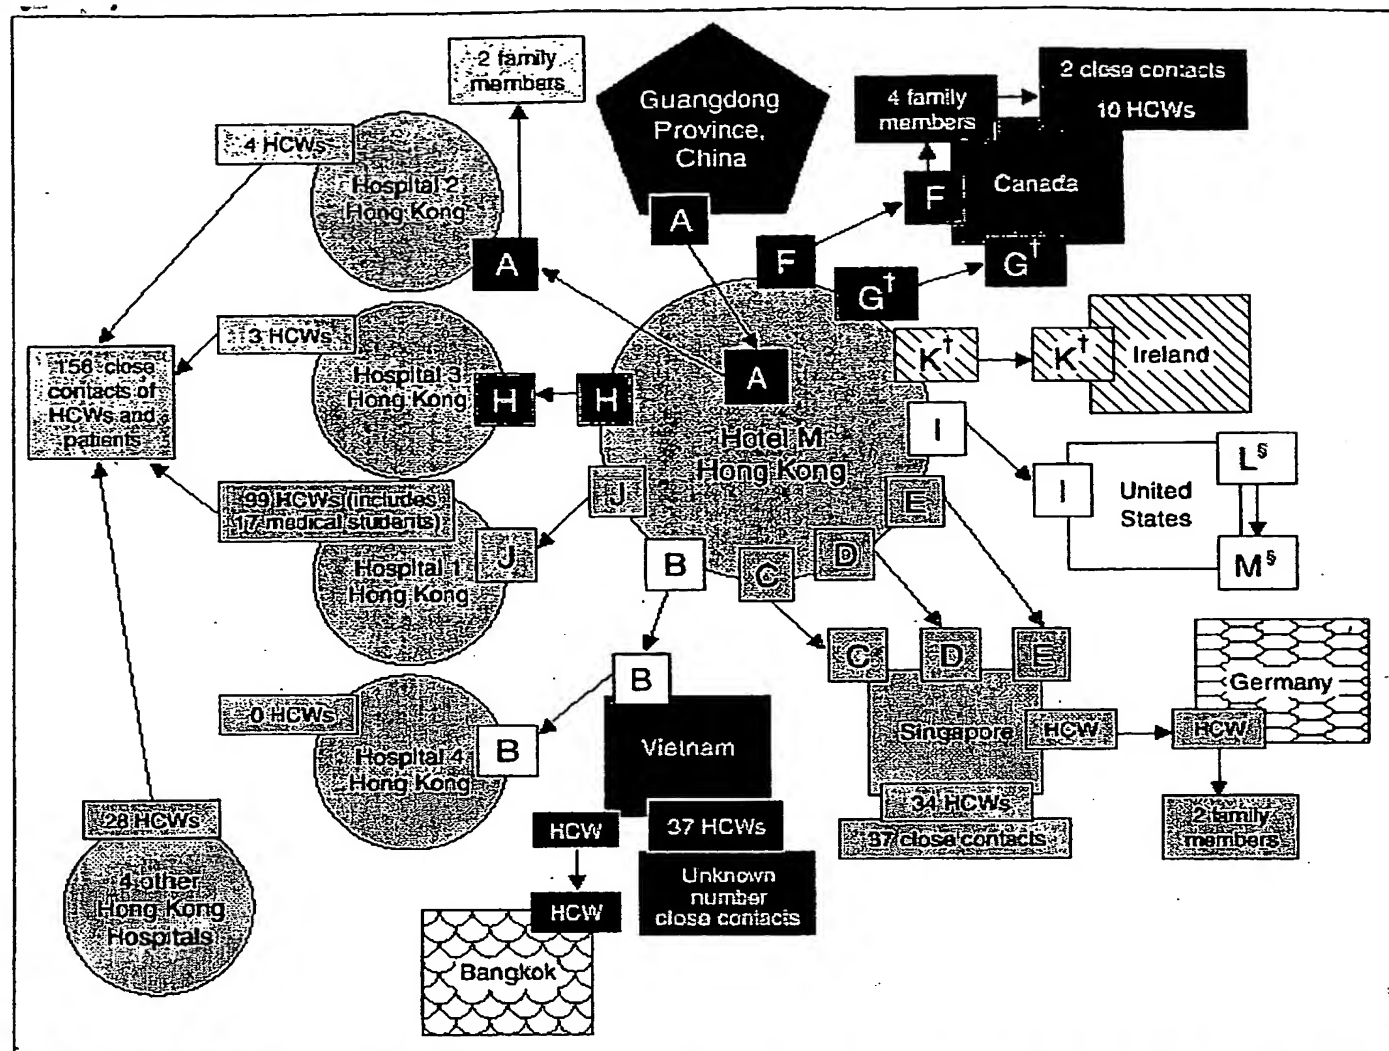 2 family
members
Guangdong
Province,
China
A
4 family
members
2 close contacts
10 HCWs
Canada
F
G†
4 HCWs
Hospital 2
Hong Kong
A
F
G†
K†
K†
Ireland
3 HCWs
Hospital 3
Hong Kong
H
H
A
Hotel M
Hong Kong
I
I
United
States
L§
M§
158 close
contacts of
HCWs and
patients
99 HCWs (includes
17 medical students)
Hospital 1
Hong Kong
J
J
B
C
D
E
C
D
E
Singapore
HCW
HCW
Germany
34 HCWs
37 close contacts
2 family
members
0 HCWs
Hospital 4
Hong Kong
B
B
Vietnam
HCW
37 HCWs
Unknown
number
close contacts
HCW
Bangkok
28 HCWs
4 other
Hong Kong
Hospitals